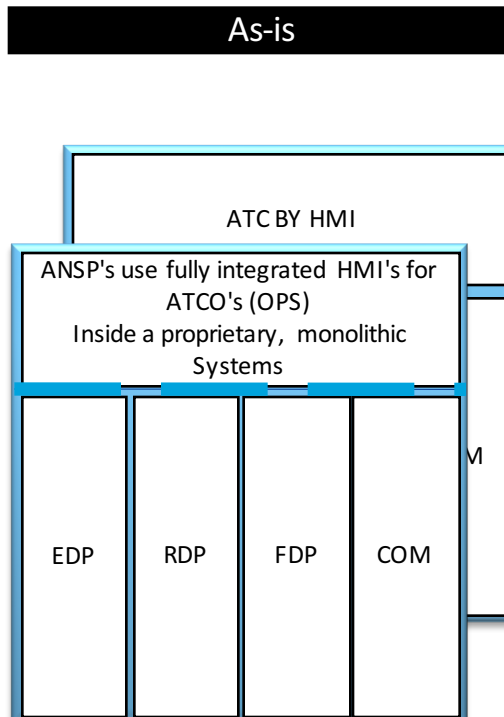 As-is
ATC BY HMI
ANSP's use fully integrated HMI's for
ATCO's (OPS)
Inside a proprietary, monolithic
Systems
M
EDP
RDP
FDP
COM